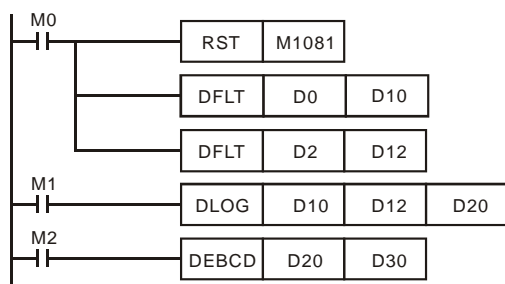 M0
RST M1081
DFLT D0 D10
DFLT D2 D12
M1
DLOG D10 D12 D20
M2
DEBCD D20 D30